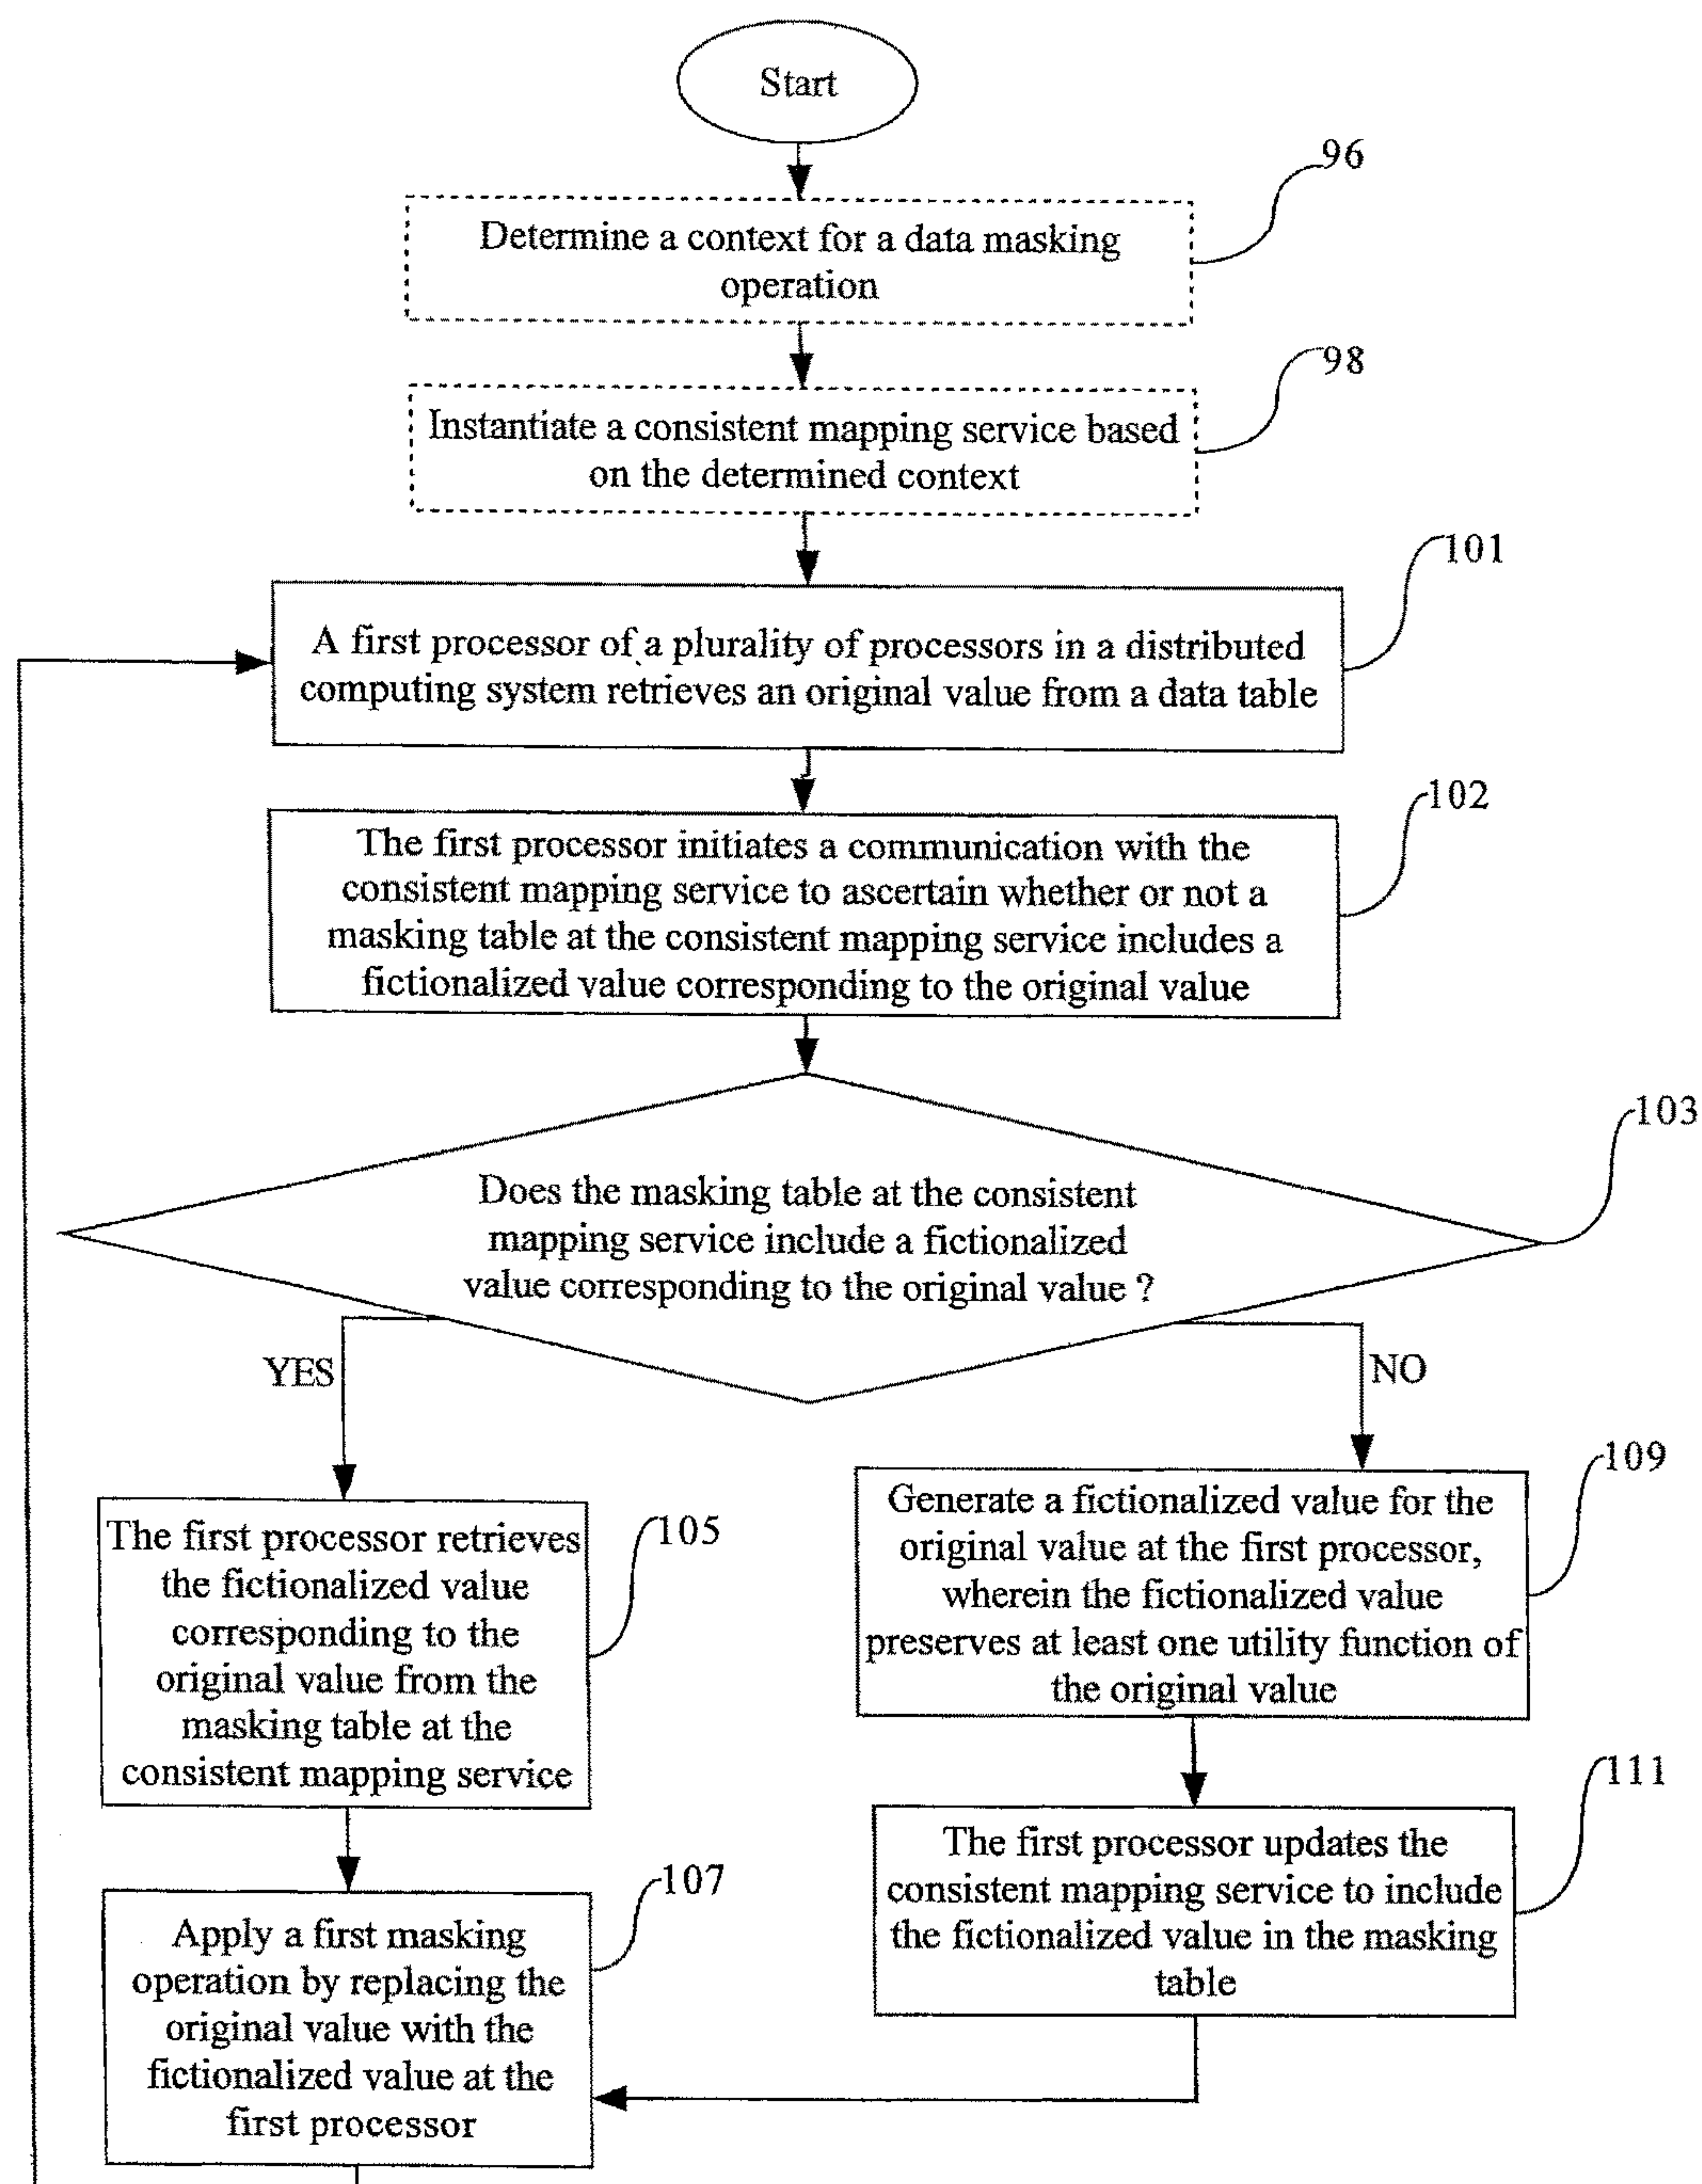 Start
96
Determine a context for a data masking
operation
98
Instantiate a consistent mapping service based
on the determined context
101
A first processor of a plurality of processors in a distributed
computing system retrieves an original value from a data table
102
The first processor initiates a communication with the
consistent mapping service to ascertain whether or not a
masking table at the consistent mapping service includes a
fictionalized value corresponding to the original value
103
Does the masking table at the consistent
mapping service include a fictionalized
value corresponding to the original value ?
YES
NO
105
The first processor retrieves
the fictionalized value
corresponding to the
original value from the
masking table at the
consistent mapping service
109
Generate a fictionalized value for the
original value at the first processor,
wherein the fictionalized value
preserves at least one utility function of
the original value
111
The first processor updates the
consistent mapping service to include
the fictionalized value in the masking
table
107
Apply a first masking
operation by replacing the
original value with the
fictionalized value at the
first processor